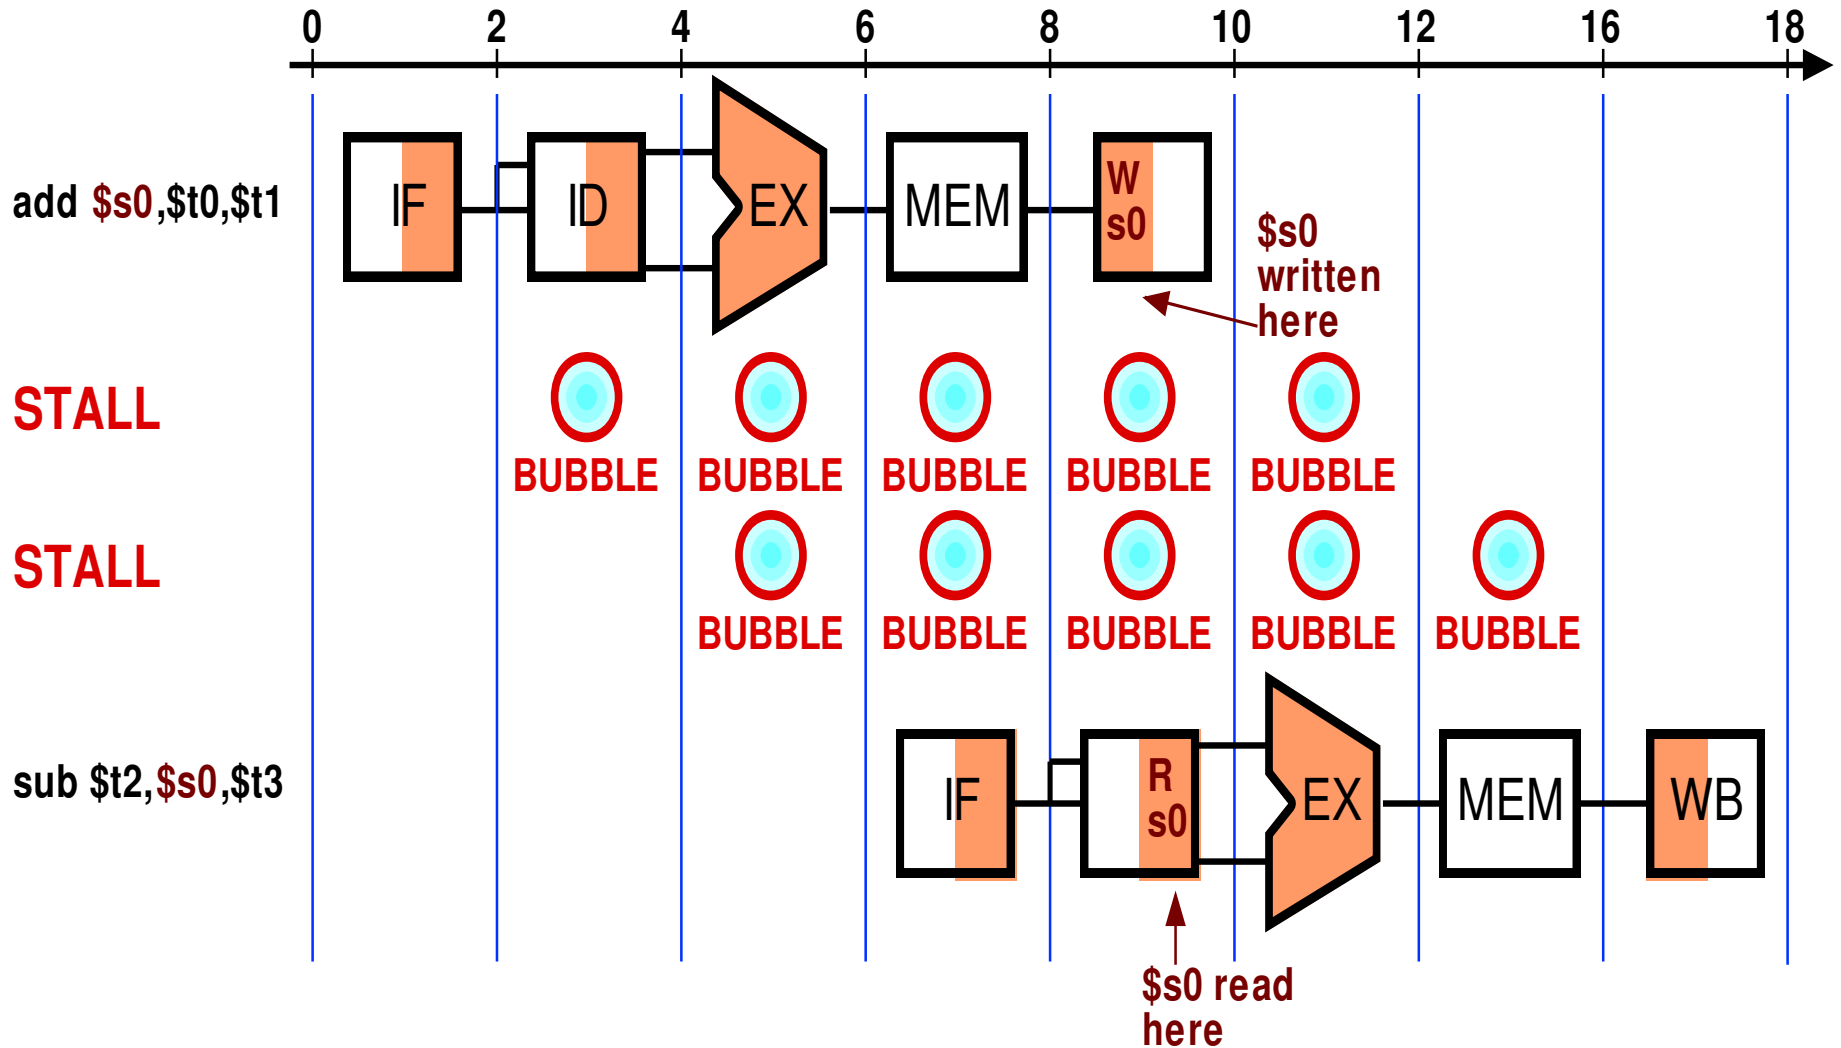 0 2 4 6 8 10 12 16 18
add $s0,$t0,$t1
IF
ID
EX
MEM
W
s0
$s0
written
here
STALL
BUBBLE BUBBLE BUBBLE BUBBLE BUBBLE
STALL
BUBBLE BUBBLE BUBBLE BUBBLE BUBBLE
sub $t2,$s0,$t3
IF
R
s0
EX
MEM
WB
$s0 read
here